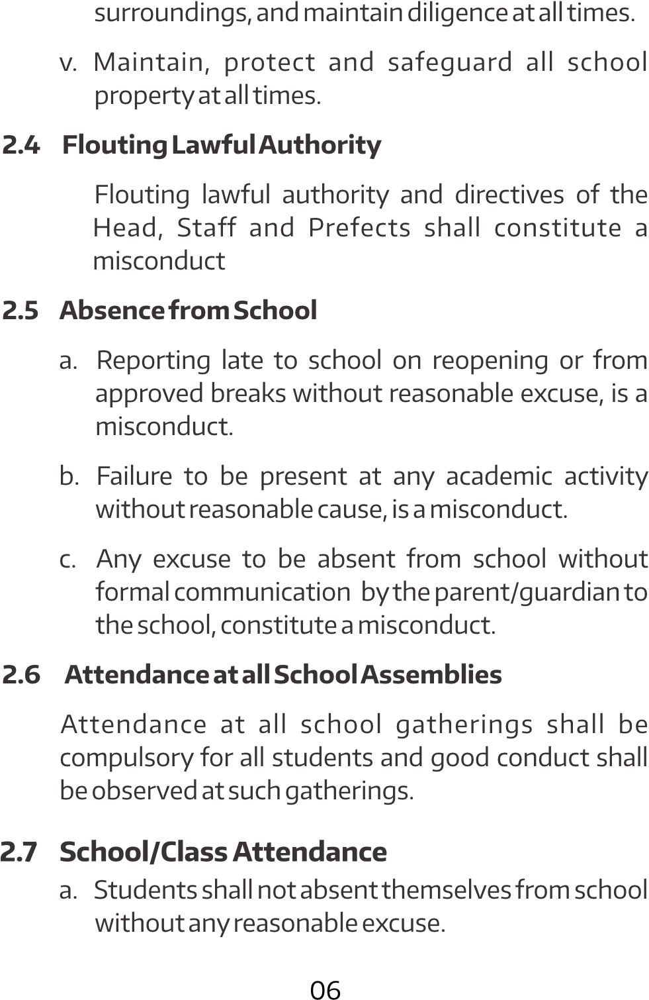 surroundings, and maintain diligence at all times.
v. Maintain, protect and safeguard all school
property at all times.
2.4 Flouting Lawful Authority
Flouting lawful authority and directives of the
Head, Staff and Prefects shall constitute a
misconduct
2.5 Absence from School
a. Reporting late to school on reopening or from
approved breaks without reasonable excuse, is a
misconduct.
b. Failure to be present at any academic activity
without reasonable cause, is a misconduct.
c. Any excuse to be absent from school without
formal communication by the parent/guardian to
the school, constitute a misconduct.
2.6 Attendance at all School Assemblies
Attendance at all school gatherings shall be
compulsory for all students and good conduct shall
be observed at such gatherings.
2.7 School/Class Attendance
a. Students shall not absent themselves from school
without any reasonable excuse.
06